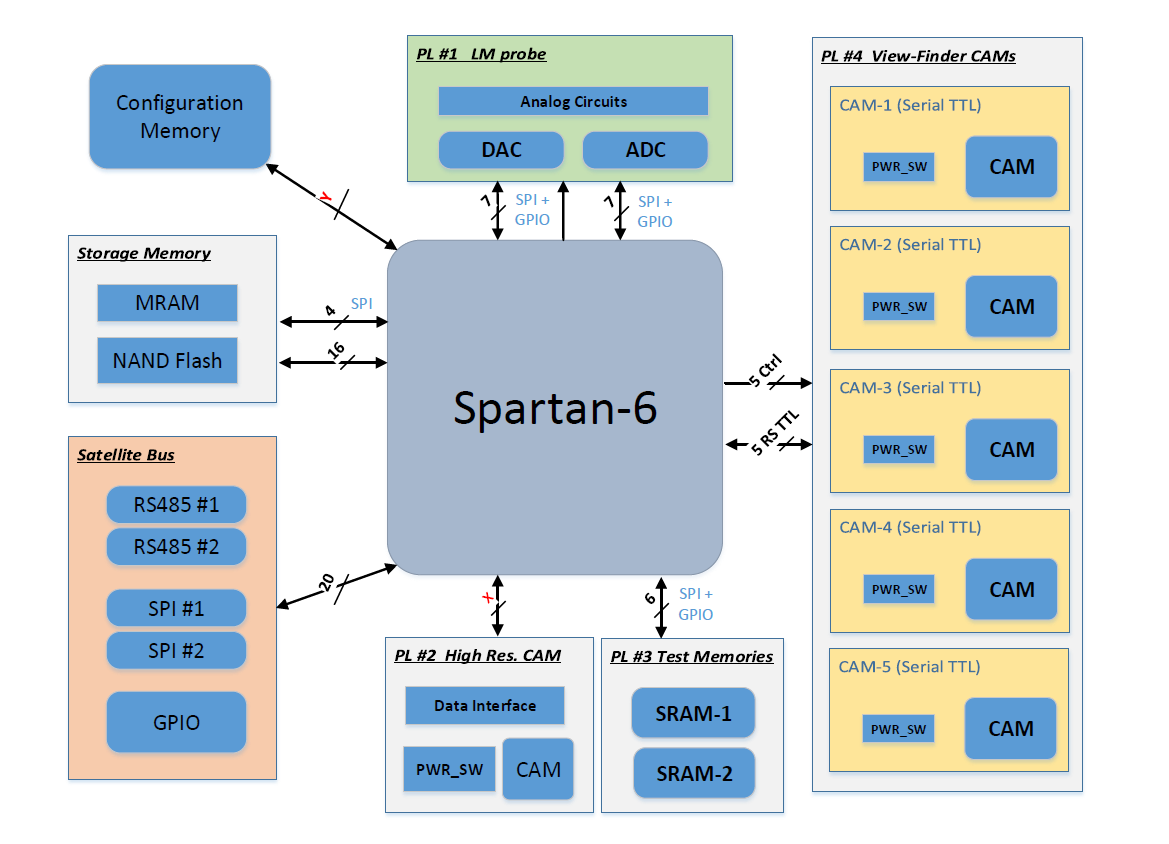 PL #1 LM probe
Analog Circuits
DAC
ADC
7
SPI +
GPIO
7
SPI +
GPIO
Configuration
Memory
Y
Storage Memory
MRAM
NAND Flash
4
SPI
16
Satellite Bus
RS485 #1
RS485 #2
SPI #1
SPI #2
GPIO
20
Spartan-6
5 Ctrl
5 RS TTL
X
6
SPI +
GPIO
PL #2 High Res. CAM
Data Interface
PWR_SW
CAM
PL #3 Test Memories
SRAM-1
SRAM-2
PL #4 View-Finder CAMs
CAM-1 (Serial TTL)
PWR_SW
CAM
CAM-2 (Serial TTL)
PWR_SW
CAM
CAM-3 (Serial TTL)
PWR_SW
CAM
CAM-4 (Serial TTL)
PWR_SW
CAM
CAM-5 (Serial TTL)
PWR_SW
CAM